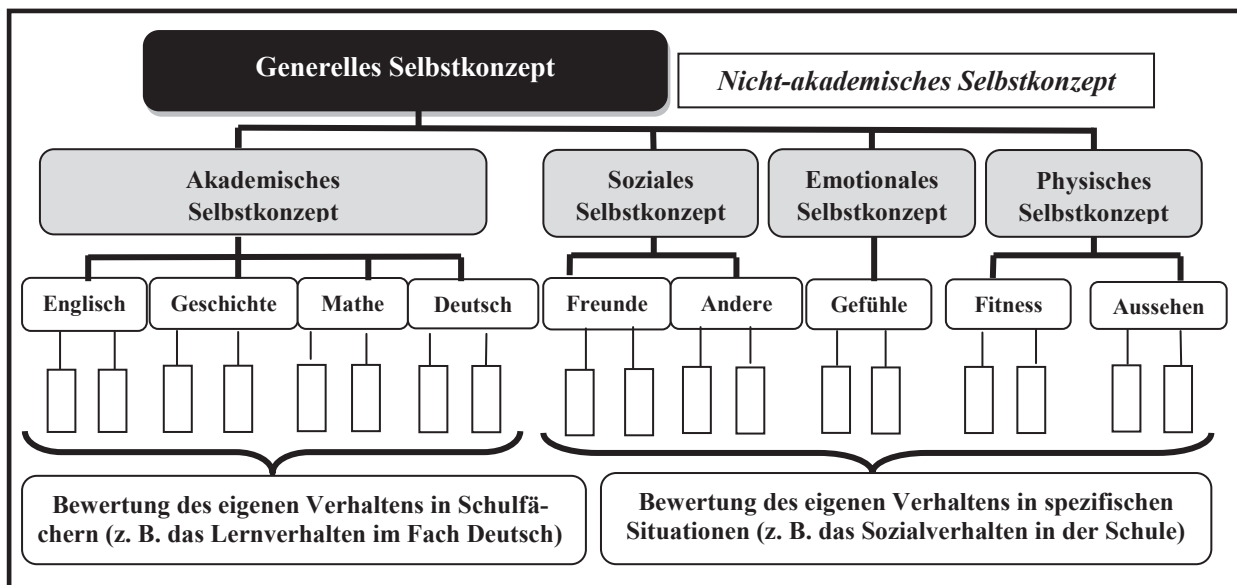 Generelles Selbstkonzept
Nicht-akademisches Selbstkonzept
Akademisches
Selbstkonzept
Soziales
Selbstkonzept
Emotionales
Selbstkonzept
Physisches
Selbstkonzept
Englisch
Geschichte
Mathe
Deutsch
Freunde
Andere
Gefühle
Fitness
Aussehen
Bewertung des eigenen Verhaltens in Schulfä-
chern (z. B. das Lernverhalten im Fach Deutsch)
Bewertung des eigenen Verhaltens in spezifischen
Situationen (z. B. das Sozialverhalten in der Schule)